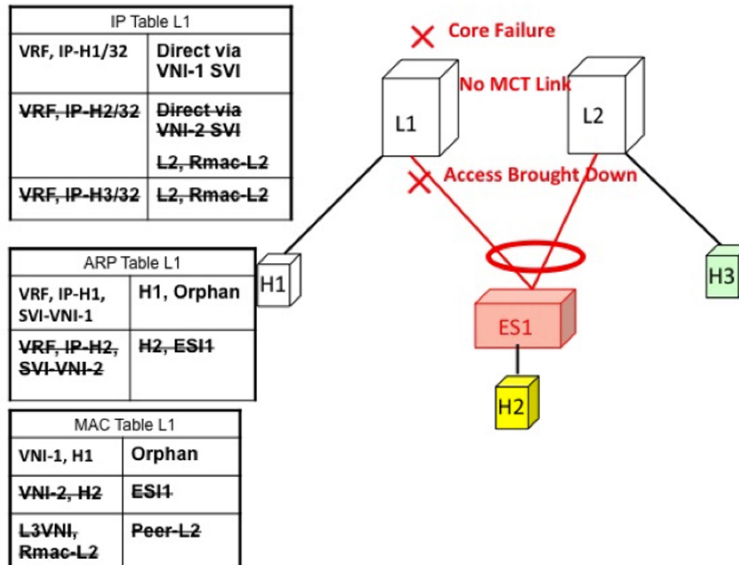 IP Table L1
VRF, IP-H1/32
Direct via
VNI-1 SVI
VRF, IP-H2/32
Direct via
VNI-2 SVI
L2, Rmac-L2
VRF, IP-H3/32
L2, Rmac-L2
ARP Table L1
VRF, IP-H1,
SVI-VNI-1
H1, Orphan
VRF, IP-H2,
SVI-VNI-2
H2, ESI1
MAC Table L1
VNI-1, H1
Orphan
VNI-2, H2
ESI1
L3VNI,
Rmac-L2
Peer-L2
Core Failure
No MCT Link
L1
L2
Access Brought Down
H1
H3
ES1
H2